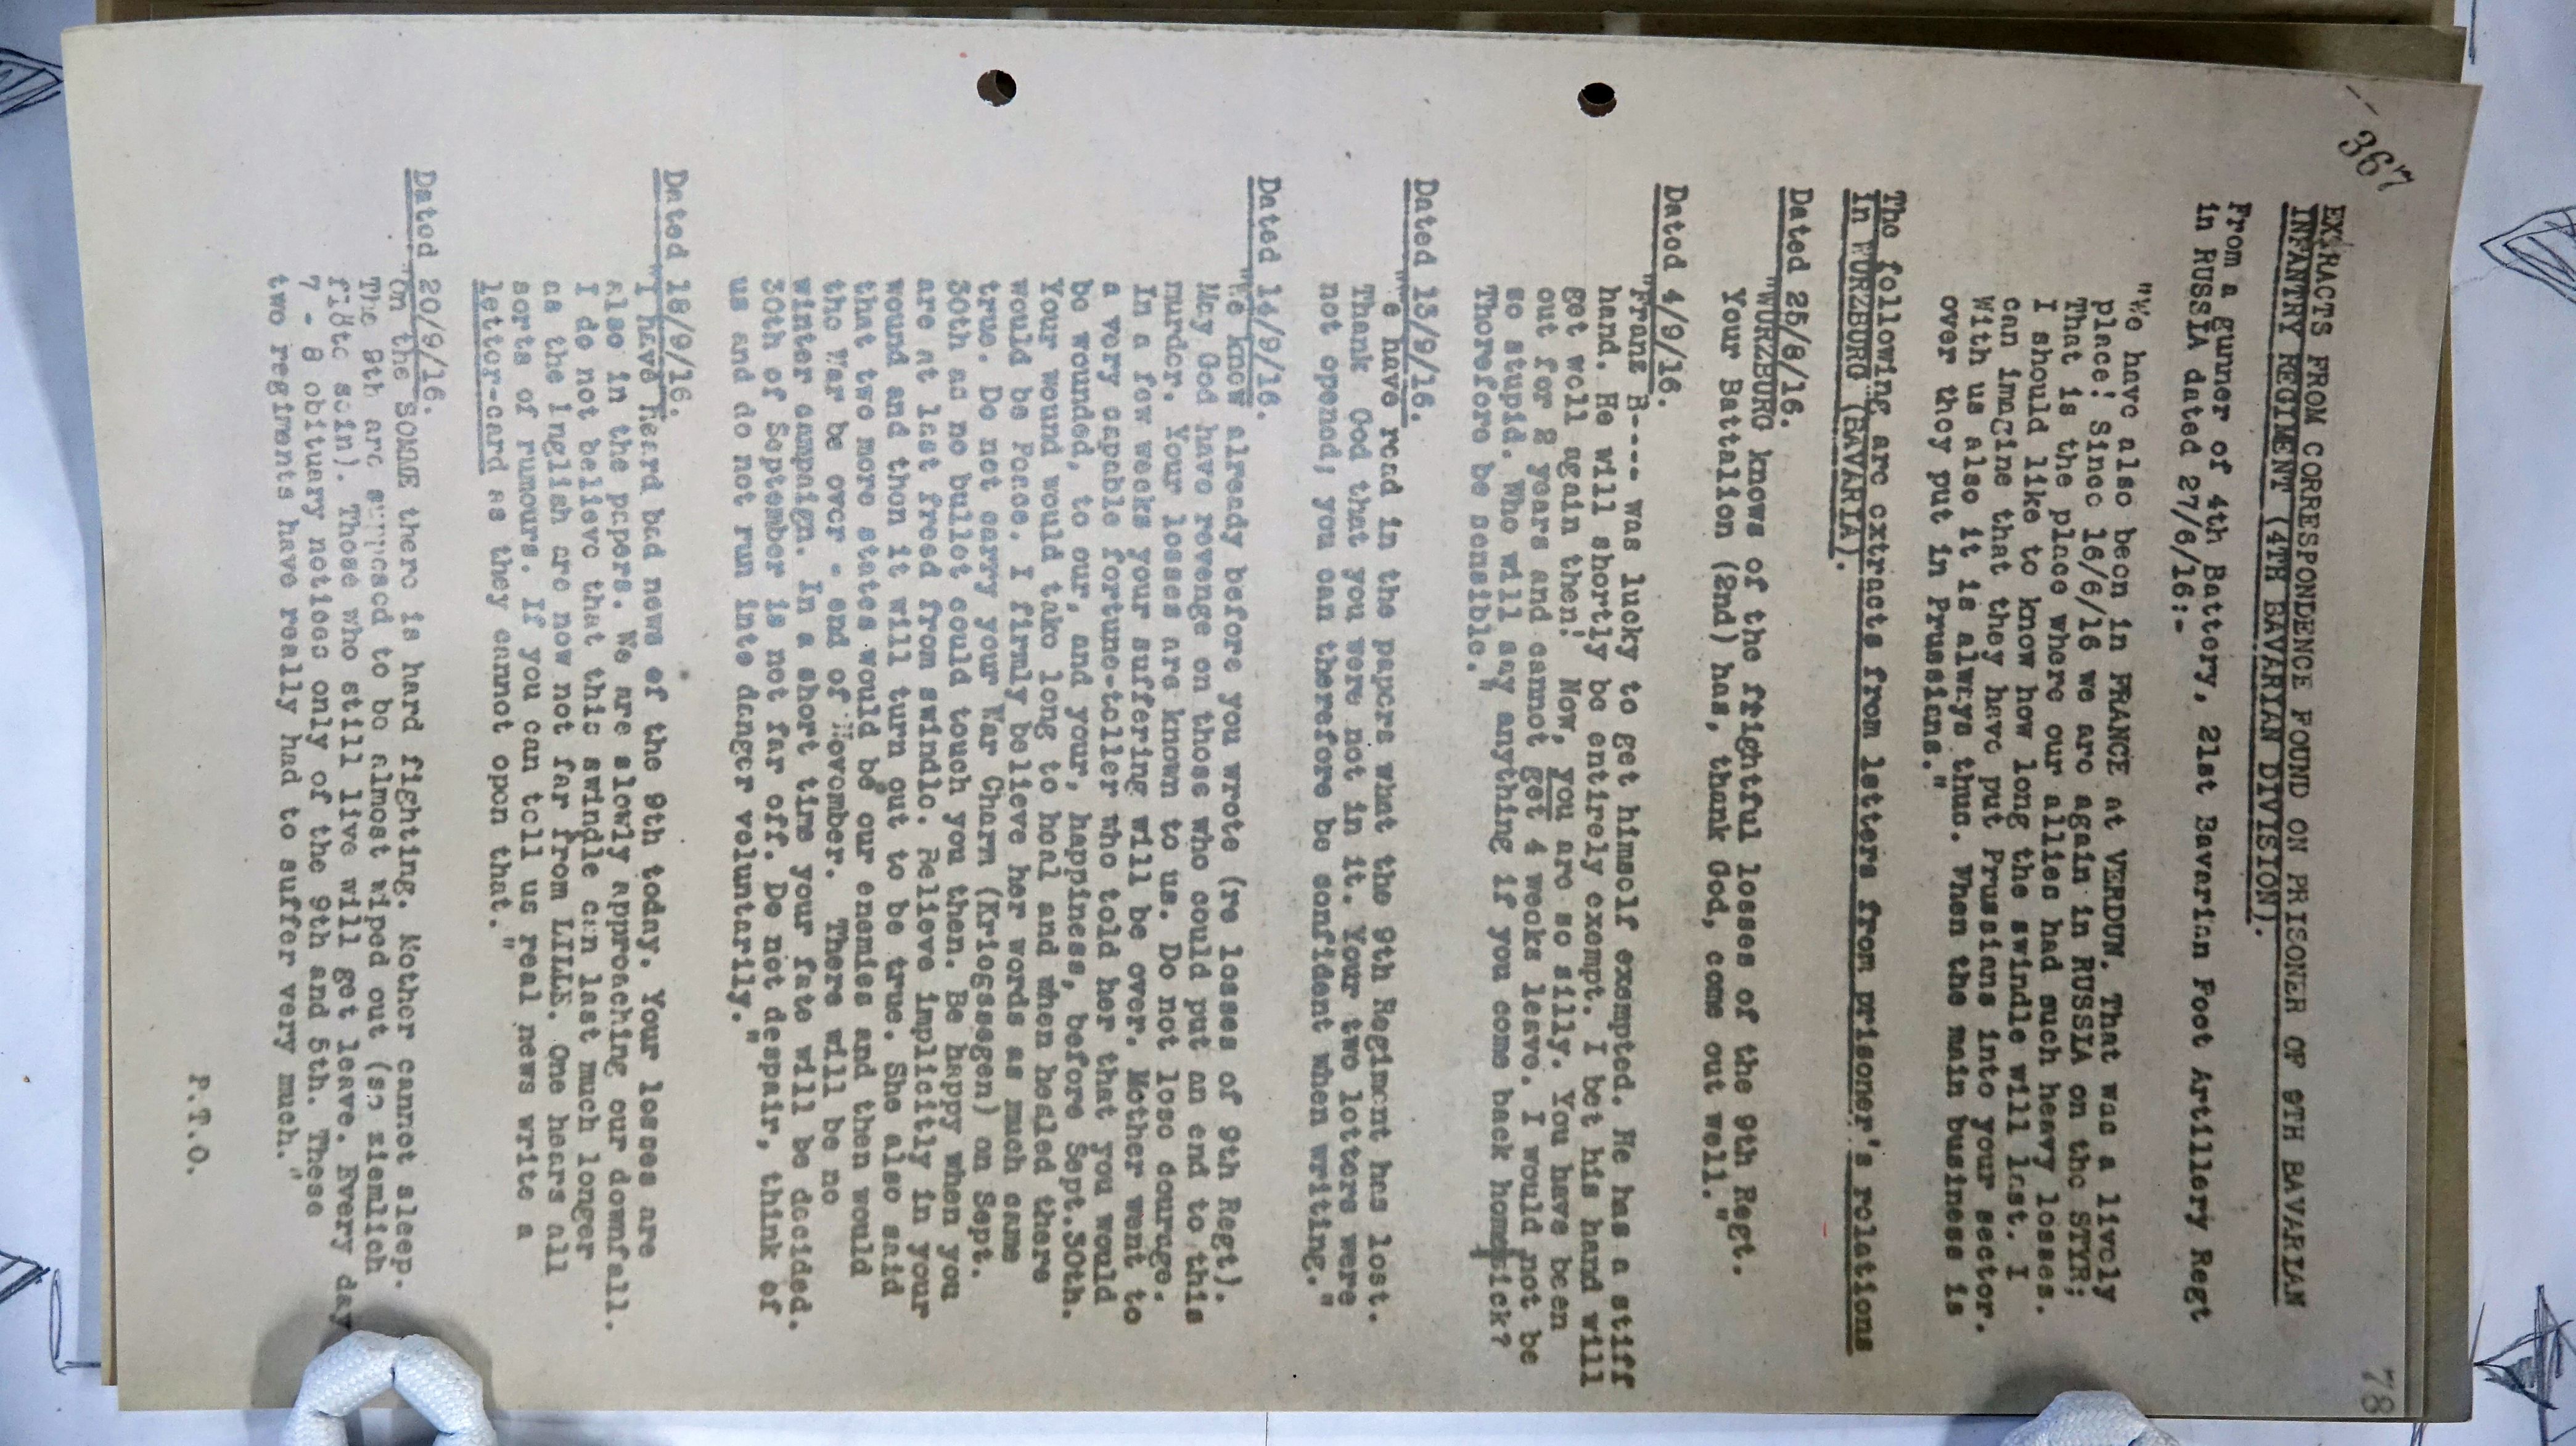 367
78
EXTRACTS FROM CORRESPONDENCE FOUND ON PRISONER OF 9TH BAVARIAN
INFANTRY REGIMENT (4TH BAVARIAN DIVISION).
From a gunner of 4th Battery, 21st Bavarian Foot Artillery Regt
in RUSSIA dated 27/6/16:-
"We have also been in FRANCE at VERDUN. That was a lively
place! Since 16/6/16 we are again in RUSSIA on the STYR;
That is the place where our allies had such heavy losses.
I should like to know how long the swindle will last. I
can imagine that they have put Prussians into your sector.
With us also it is always thus. When the main business is
over they put in Prussians."
The following are extracts from letters from prisoner's relations
in WURZBURG (BAVARIA).
Dated 25/8/16.
"WURZBURG knows of the frightful losses of the 9th Regt.
Your Battalion (2nd) has, thank God, come out well."
Dated 4/9/16.
"Franz B---- was lucky to get himself exempted. He has a stiff
hand. He will shortly be entirely exempt. I bet his hand will
get well again then! Now, you are so silly. You have been
out for 2 years and cannot get 4 weeks leave. I would not be
so stupid. Who will say anything if you come back homesick?
Therefore be sensible."
Dated 13/9/16.
"We have read in the papers what the 9th Regiment has lost.
Thank God that you were not in it. Your two letters were
not opened; you can therefore be confident when writing."
Dated 14/9/16.
"We know already before you wrote (re losses of 9th Regt).
May God have revenge on those who could put an end to this
murder. Your losses are known to us. Do not lose courage.
In a few weeks your suffering will be over. Mother went to
a very capable fortune-teller who told her that you would
be wounded, to our, and your, happiness, before Sept.30th.
Your wound would take long to heal and when healed there
would be Peace. I firmly believe her words as much came
true. Do not carry your War Charm (Kriegssegen) on Sept.
30th as no bullet could touch you then. Be happy when you
are at last freed from swindle. Believe implicitly in your
wound and then it will turn out to be true. She also said
that two more states would be our enemies and then would
the War be over - end of November. There will be no
winter campaign. In a short time your fate will be decided.
30th of September is not far off. Do not despair, think of
us and do not run into danger voluntarily."
Dated 18/9/16.
"I have heard bad news of the 9th today. Your losses are
also in the papers. We are slowly approaching our downfall.
I do not believe that this swindle can last much longer
as the English are now not far from LILLE. One hears all
sorts of rumours. If you can tell us real news write a
letter-card as they cannot open that."
Dated 20/9/16.
"On the SOMME there is hard fighting. Mother cannot sleep.
The 9th are supposed to be almost wiped out (so ziemlich
flöte sein). Those who still live will get leave. Every day
7 - 8 obituary notices only of the 9th and 5th. These
two regiments have really had to suffer very much."
P.T.O.